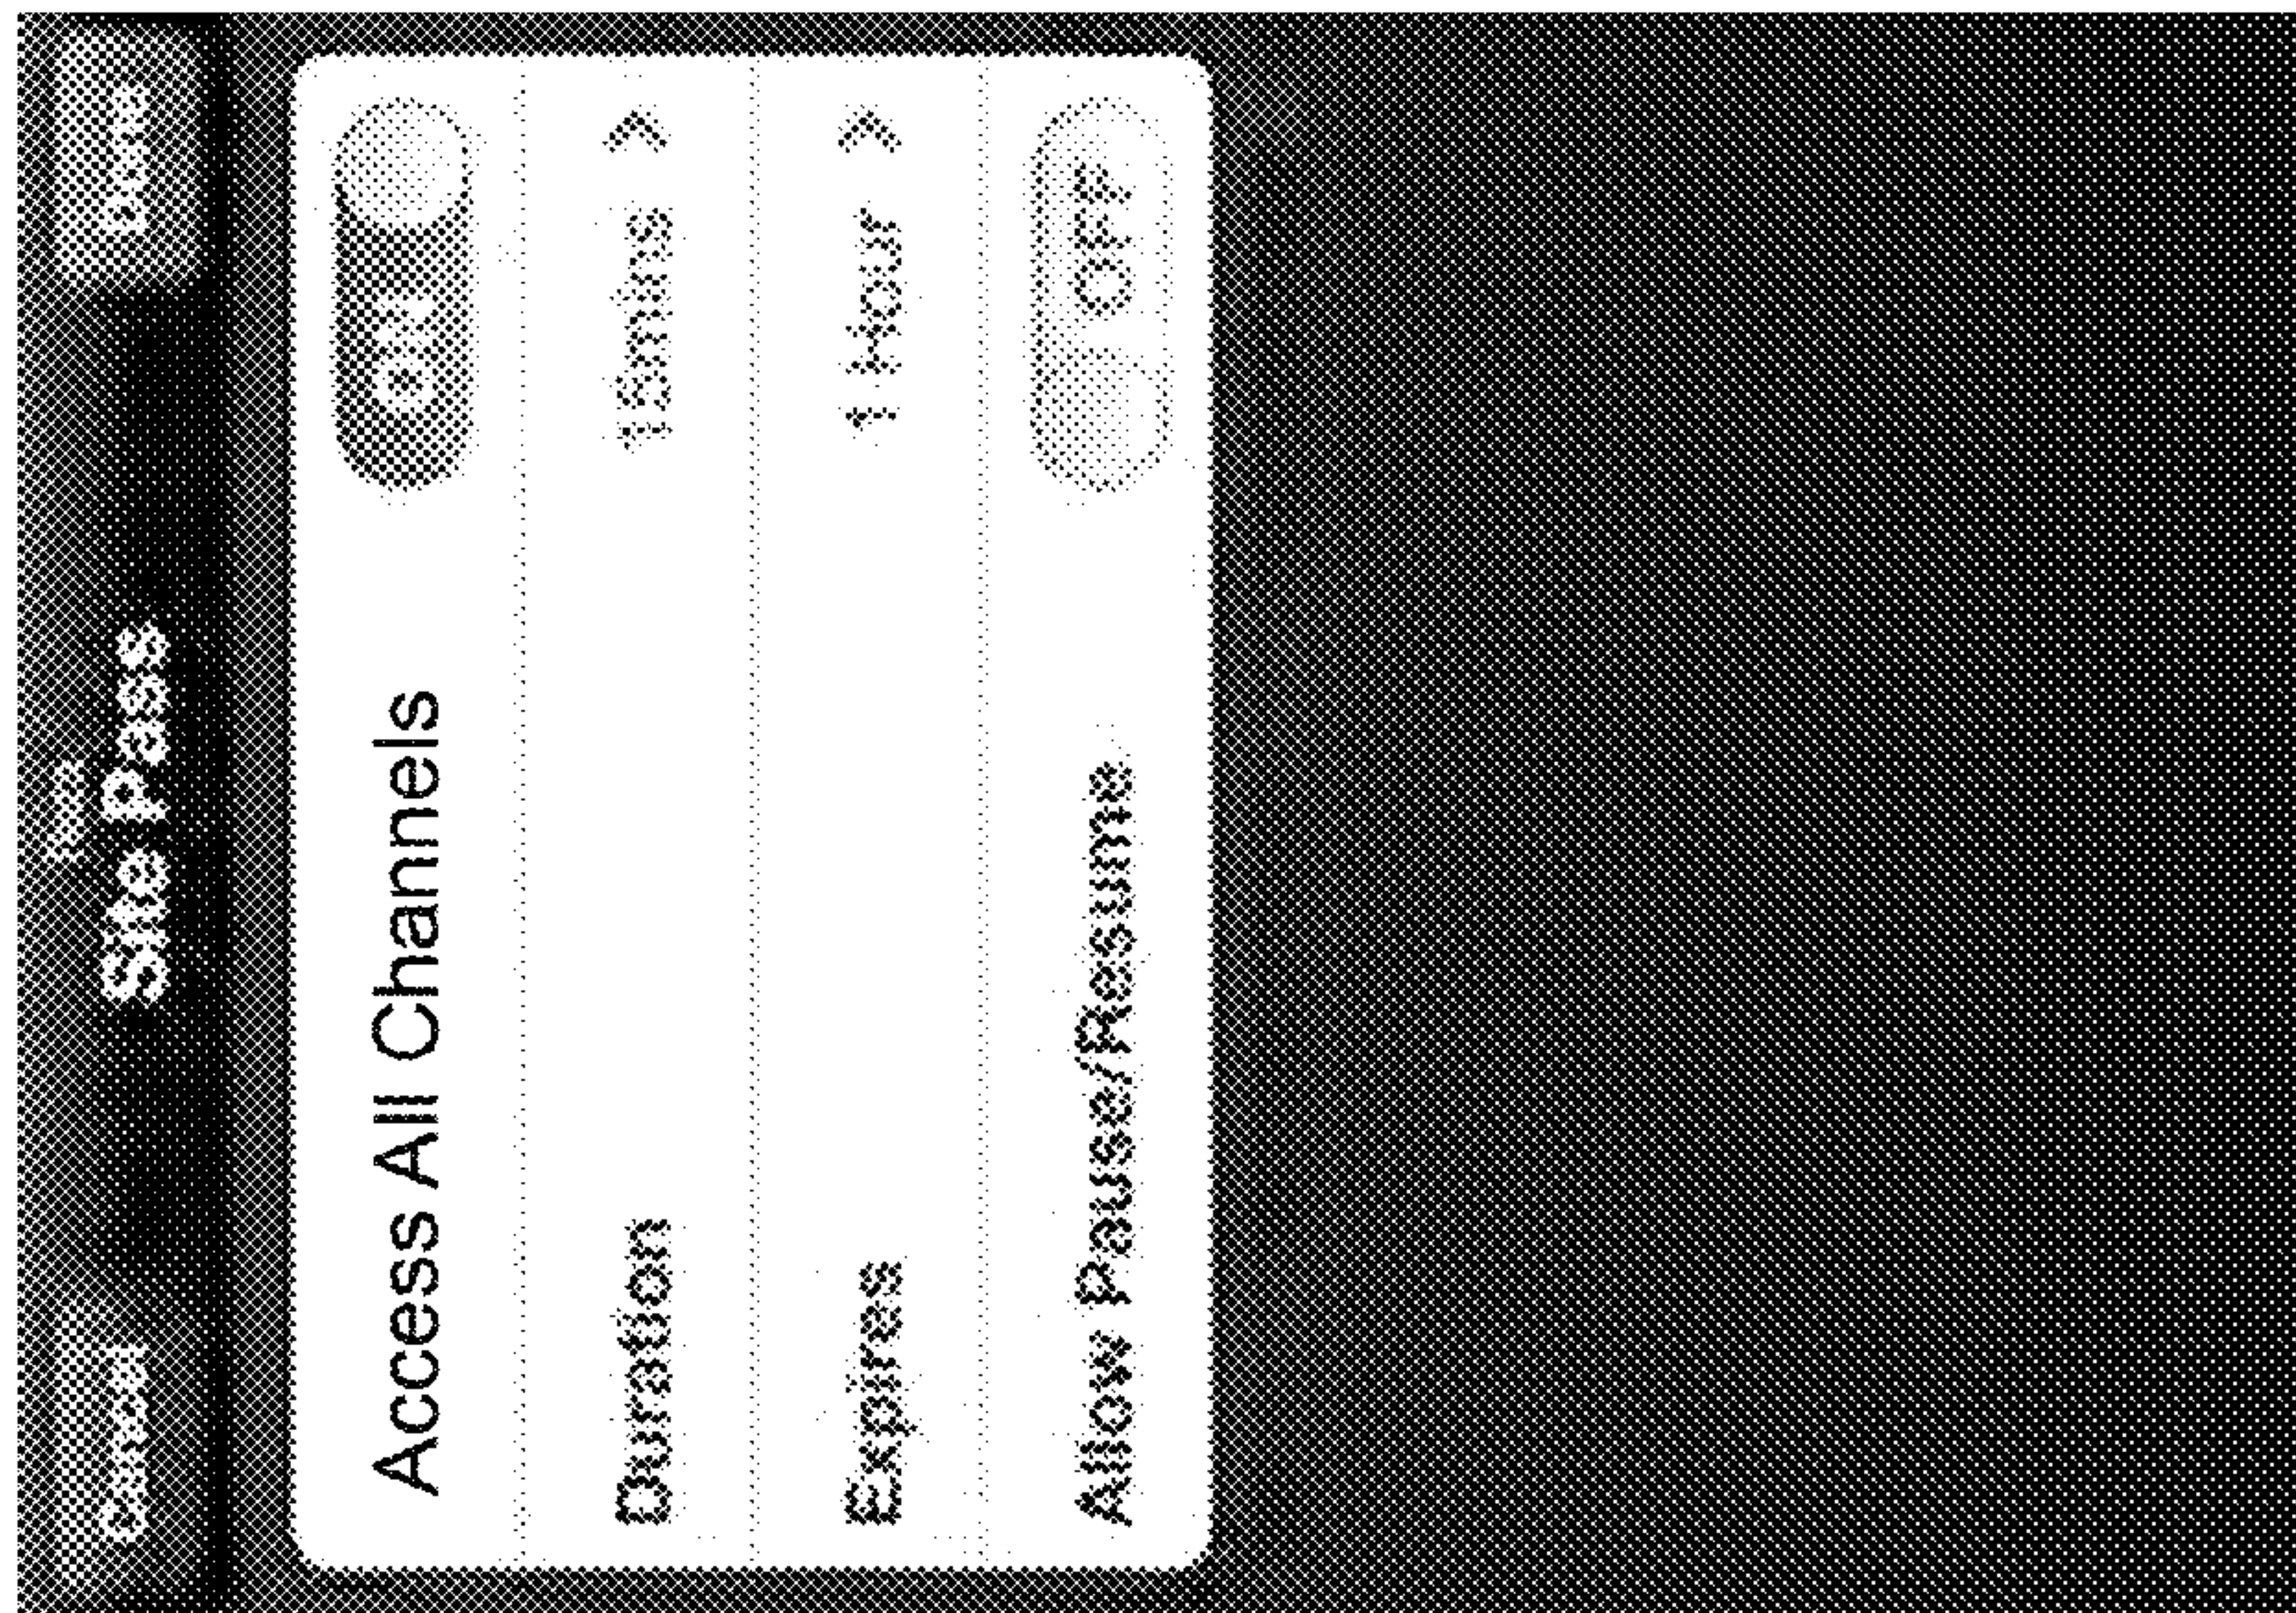 Cancel
Site Pass
Done
Access All Channels ON
Duration 15mins >
Expires 1 Hour >
Allow Pause/Resume OFF